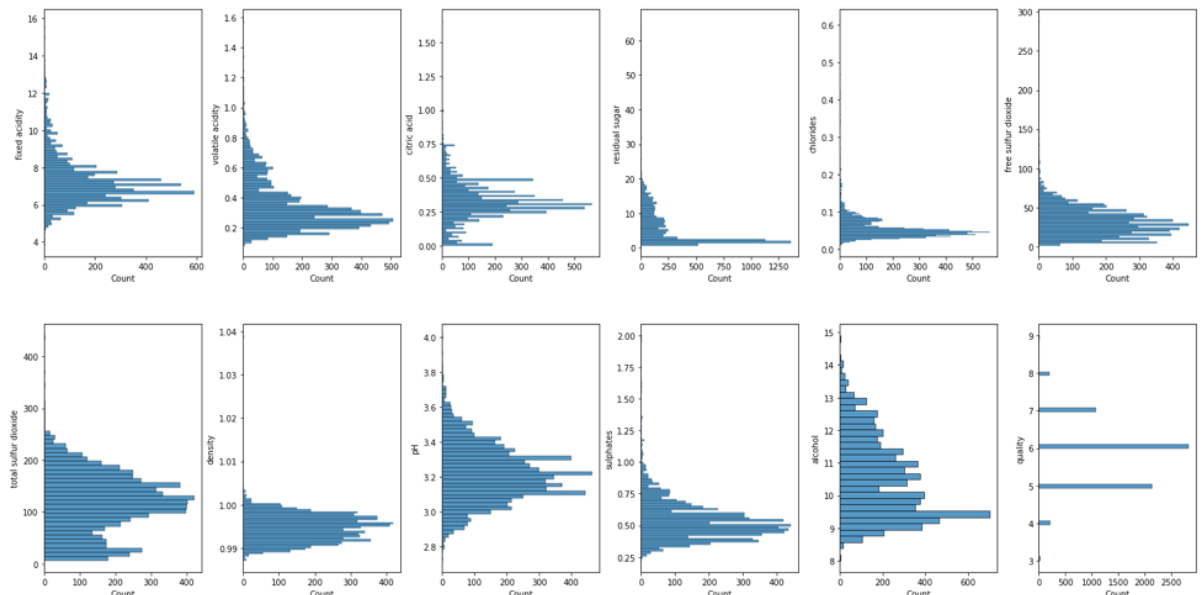 fixed acidity
16
14
12
10
8
6
4
0 200 400 600
Count
volatile acidity
1.6
1.4
1.2
1.0
0.8
0.6
0.4
0.2
0 100 200 300 400 500
Count
citric acid
1.75
1.50
1.25
1.00
0.75
0.50
0.25
0.00
0 100 200 300 400 500
Count
residual sugar
60
50
40
30
20
10
0
0 250 500 750 1000 1250
Count
chlorides
0.6
0.5
0.4
0.3
0.2
0.1
0.0
0 100 200 300 400 500
Count
free sulfur dioxide
300
250
200
150
100
50
0
0 100 200 300 400
Count
total sulfur dioxide
400
300
200
100
0
0 100 200 300 400
Count
density
1.04
1.03
1.02
1.01
1.00
0.99
0 100 200 300 400
Count
pH
4.0
3.8
3.6
3.4
3.2
3.0
2.8
0 100 200 300 400
Count
sulphates
2.00
1.75
1.50
1.25
1.00
0.75
0.50
0.25
0 100 200 300 400
Count
alcohol
15
14
13
12
11
10
9
8
0 200 400 600
Count
quality
9
8
7
6
5
4
3
0 500 1000 1500 2000 2500
Count